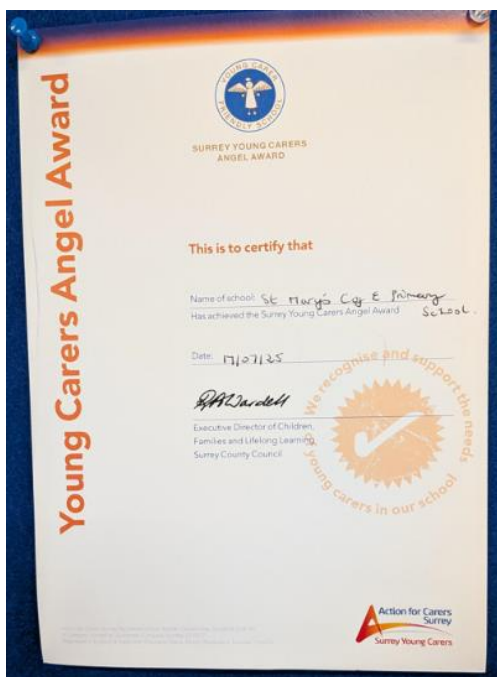 Young Carers Angel Award
YOUNG CARER
FRIENDLY SCHOOL
SURREY YOUNG CARERS
ANGEL AWARD
This is to certify that
Name of school: St Mary's C of E Primary
School.
Has achieved the Surrey Young Carers Angel Award
Date: 17/07/25
Executive Director of Children,
Families and Lifelong Learning,
Surrey County Council
We recognise and support the needs
of young carers in our school
Action for Carers
Surrey
Surrey Young Carers